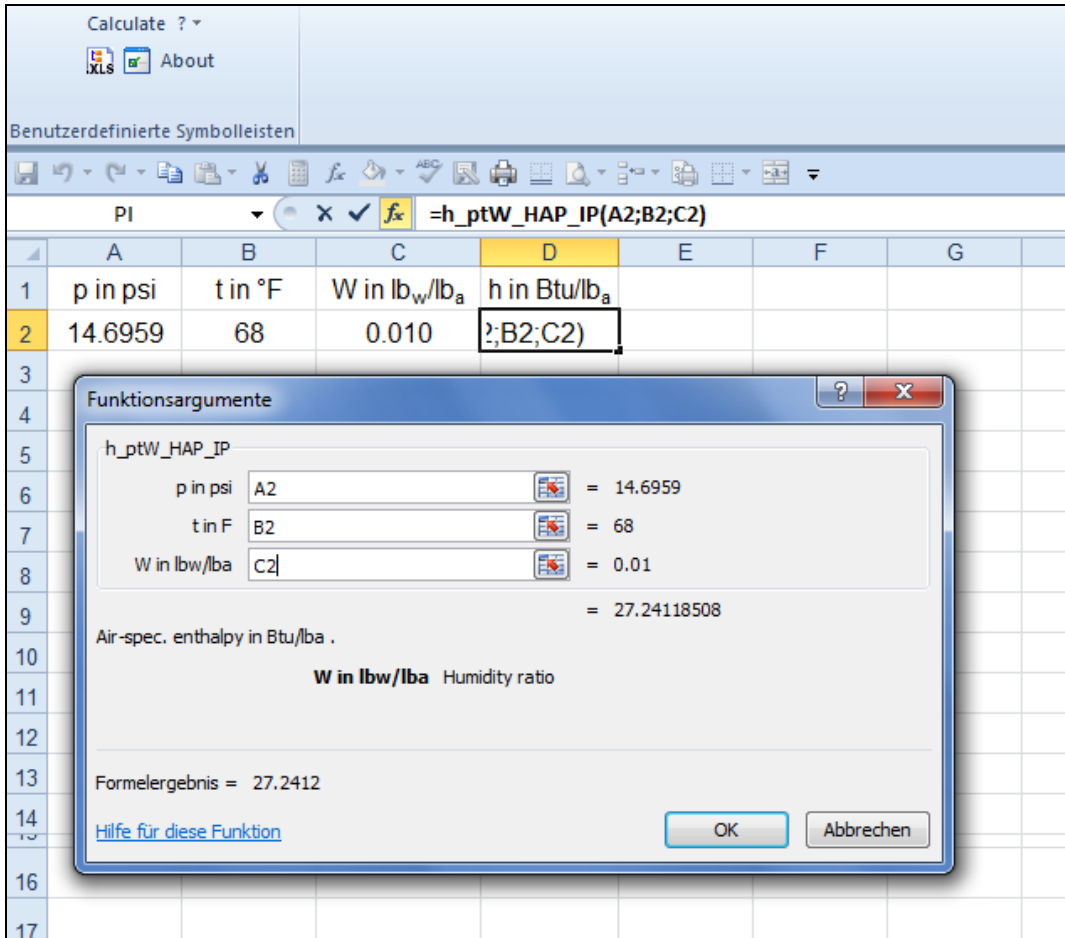 Calculate ?
.XLS About
Benutzerdefinierte Symbolleisten
ABC
a
PI =h_ptW_HAP_IP(A2;B2;C2)
A B C D E F G
1 p in psi t in °F W in lbw/lba h in Btu/lba
2 14.6959 68 0.010 2;B2;C2)
3
Funktionsargumente ? X
4
5 h_ptW_HAP_IP
6 p in psi A2 = 14.6959
7 t in F B2 = 68
8 W in lbw/lba C2 = 0.01
9 = 27.24118508
Air-spec. enthalpy in Btu/lba .
10
W in lbw/lba Humidity ratio
11
12
13 Formelergebnis = 27.2412
14 Hilfe für diese Funktion OK Abbrechen
15
16
17